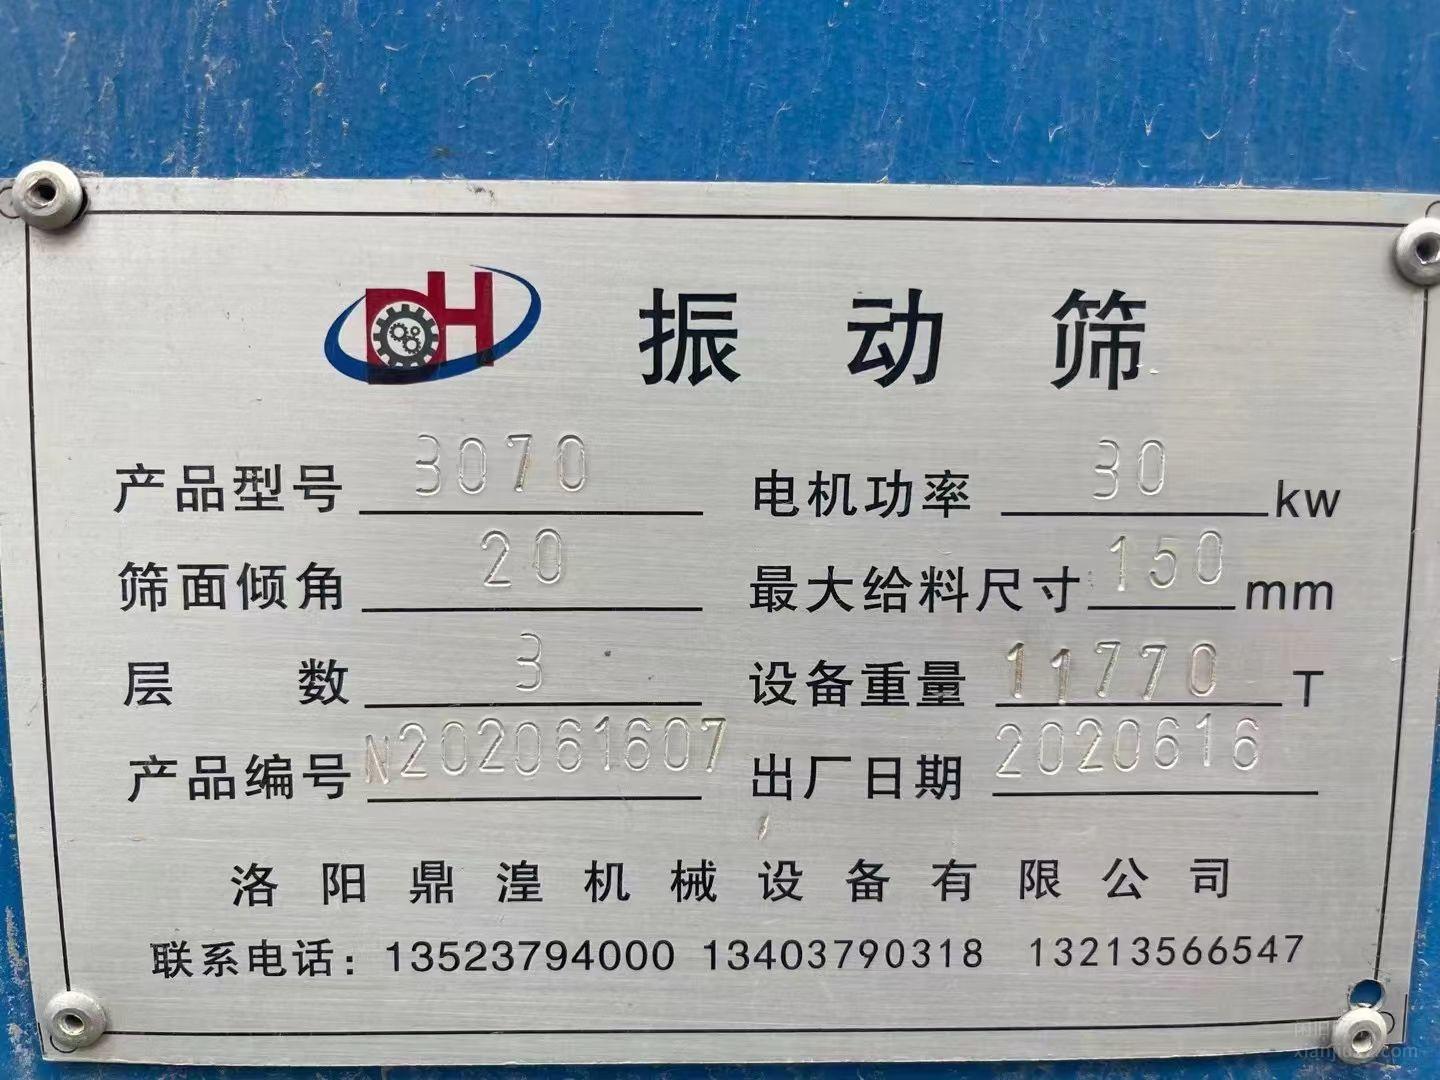 DH 振动筛
产品型号 3070 电机功率 30 kw
筛面倾角 20 最大给料尺寸 150 mm
层数 3 设备重量 11770 T
产品编号 N202061607 出厂日期 2020616
洛阳鼎湟机械设备有限公司
联系电话：13523794000 13403790318 13213566547